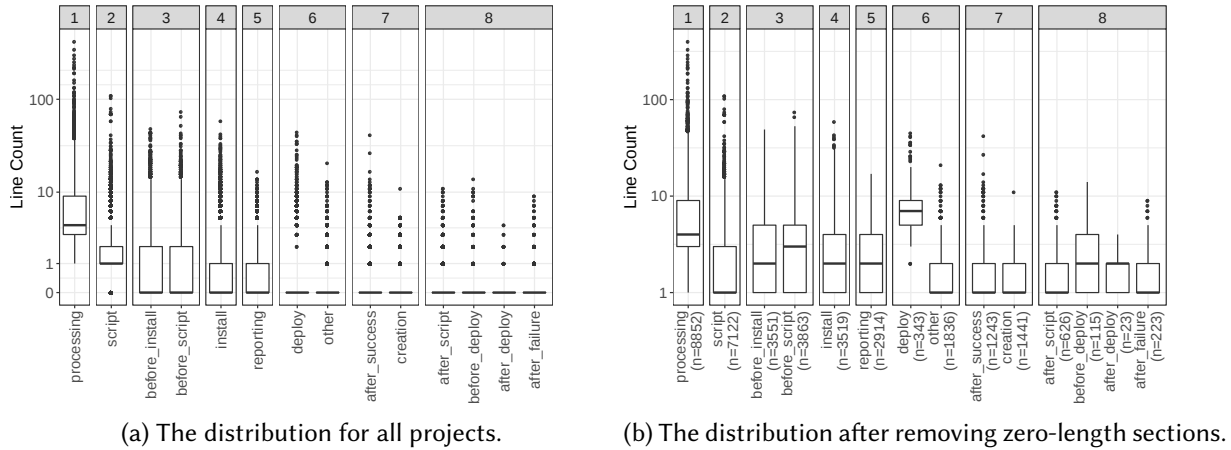 1 2 3 4 5 6 7 8
Line Count
100
10
1
0
processing
script
before_install
before_script
install
reporting
deploy
other
after_success
creation
after_script
before_deploy
after_deploy
after_failure
(a) The distribution for all projects.
1 2 3 4 5 6 7 8
Line Count
100
10
1
processing
(n=8852)
script
(n=7122)
before_install
(n=3551)
before_script
(n=3863)
install
(n=3519)
reporting
(n=2914)
deploy
(n=343)
other
(n=1836)
after_success
(n=1243)
creation
(n=1441)
after_script
(n=626)
before_deploy
(n=115)
after_deploy
(n=23)
after_failure
(n=223)
(b) The distribution after removing zero-length sections.